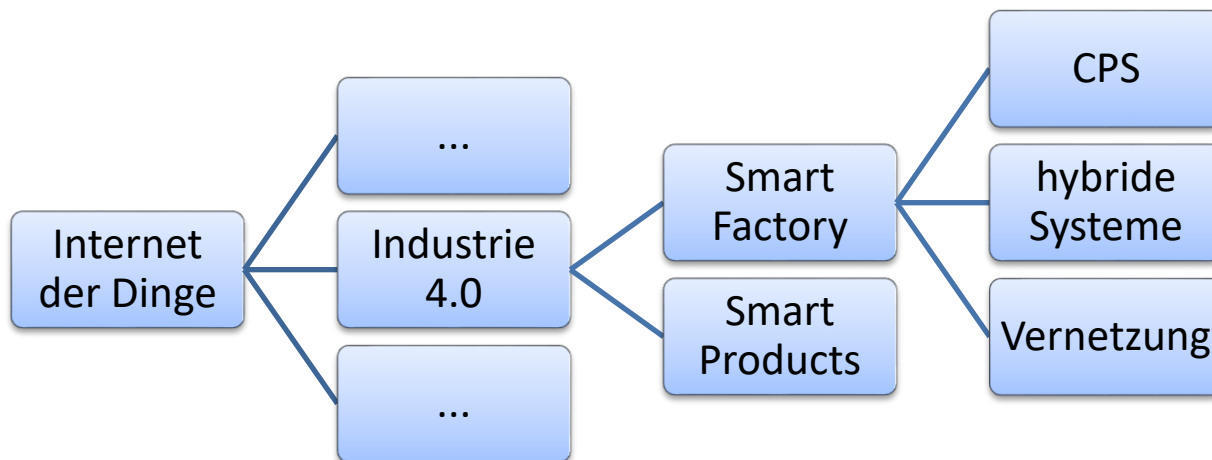 Internet
der Dinge
...
Industrie
4.0
...
Smart
Factory
Smart
Products
CPS
hybride
Systeme
Vernetzung